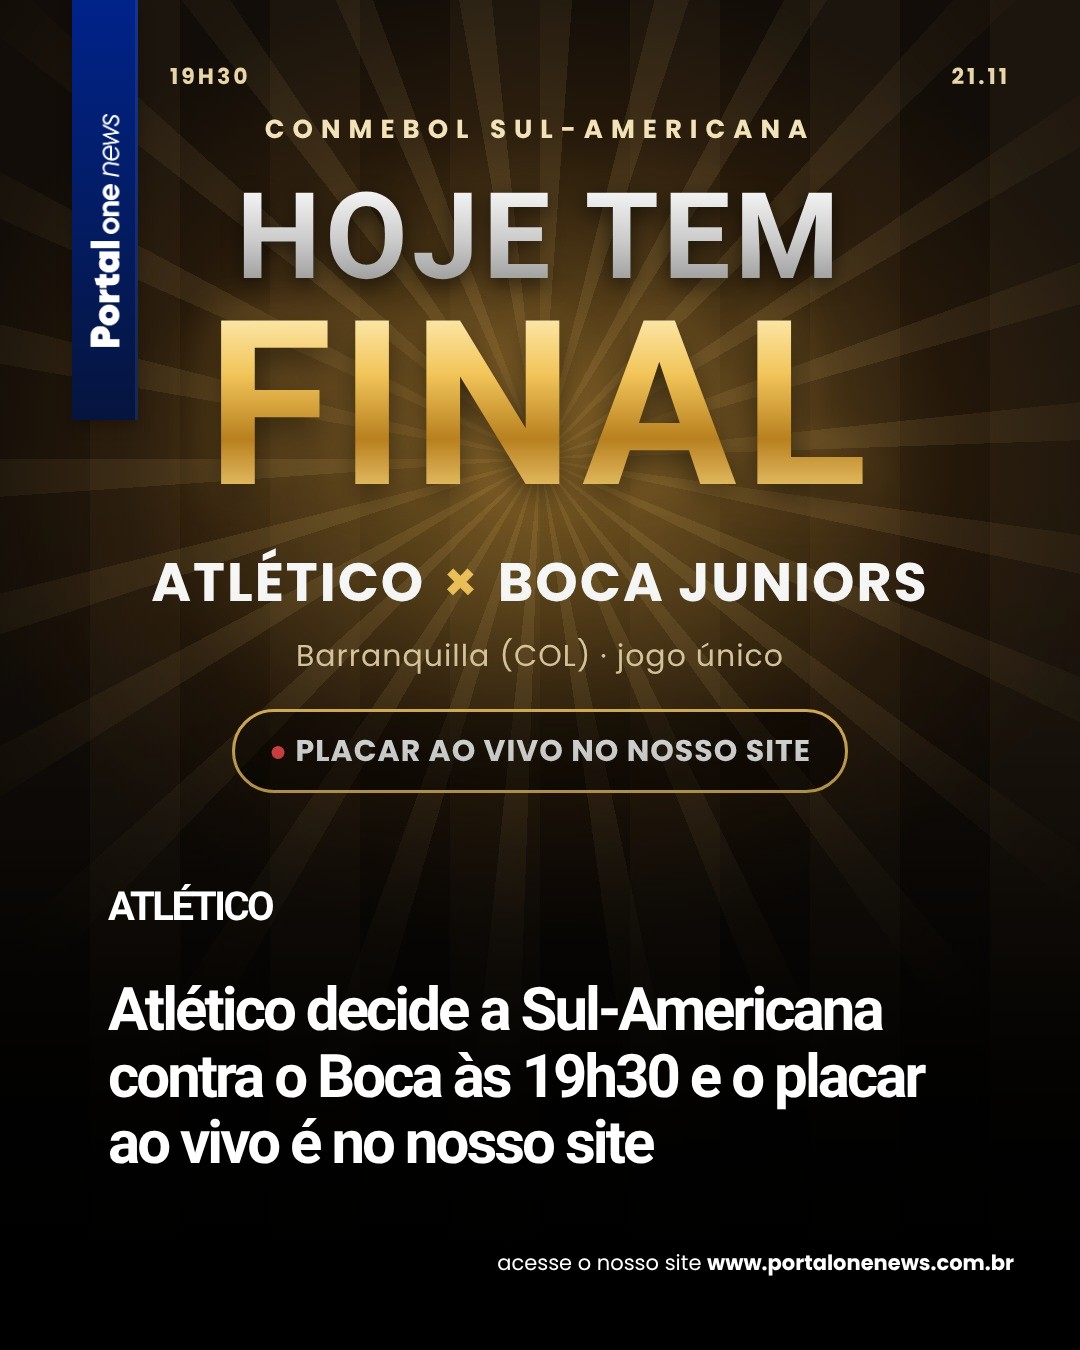 19H30
21.11
CONMEBOL SUL-AMERICANA
Portal one news
HOJE TEM
FINAL
ATLÉTICO × BOCA JUNIORS
Barranquilla (COL) · jogo único
PLACAR AO VIVO NO NOSSO SITE
ATLÉTICO
Atlético decide a Sul-Americana
contra o Boca às 19h30 e o placar
ao vivo é no nosso site
acesse o nosso site www.portalonenews.com.br